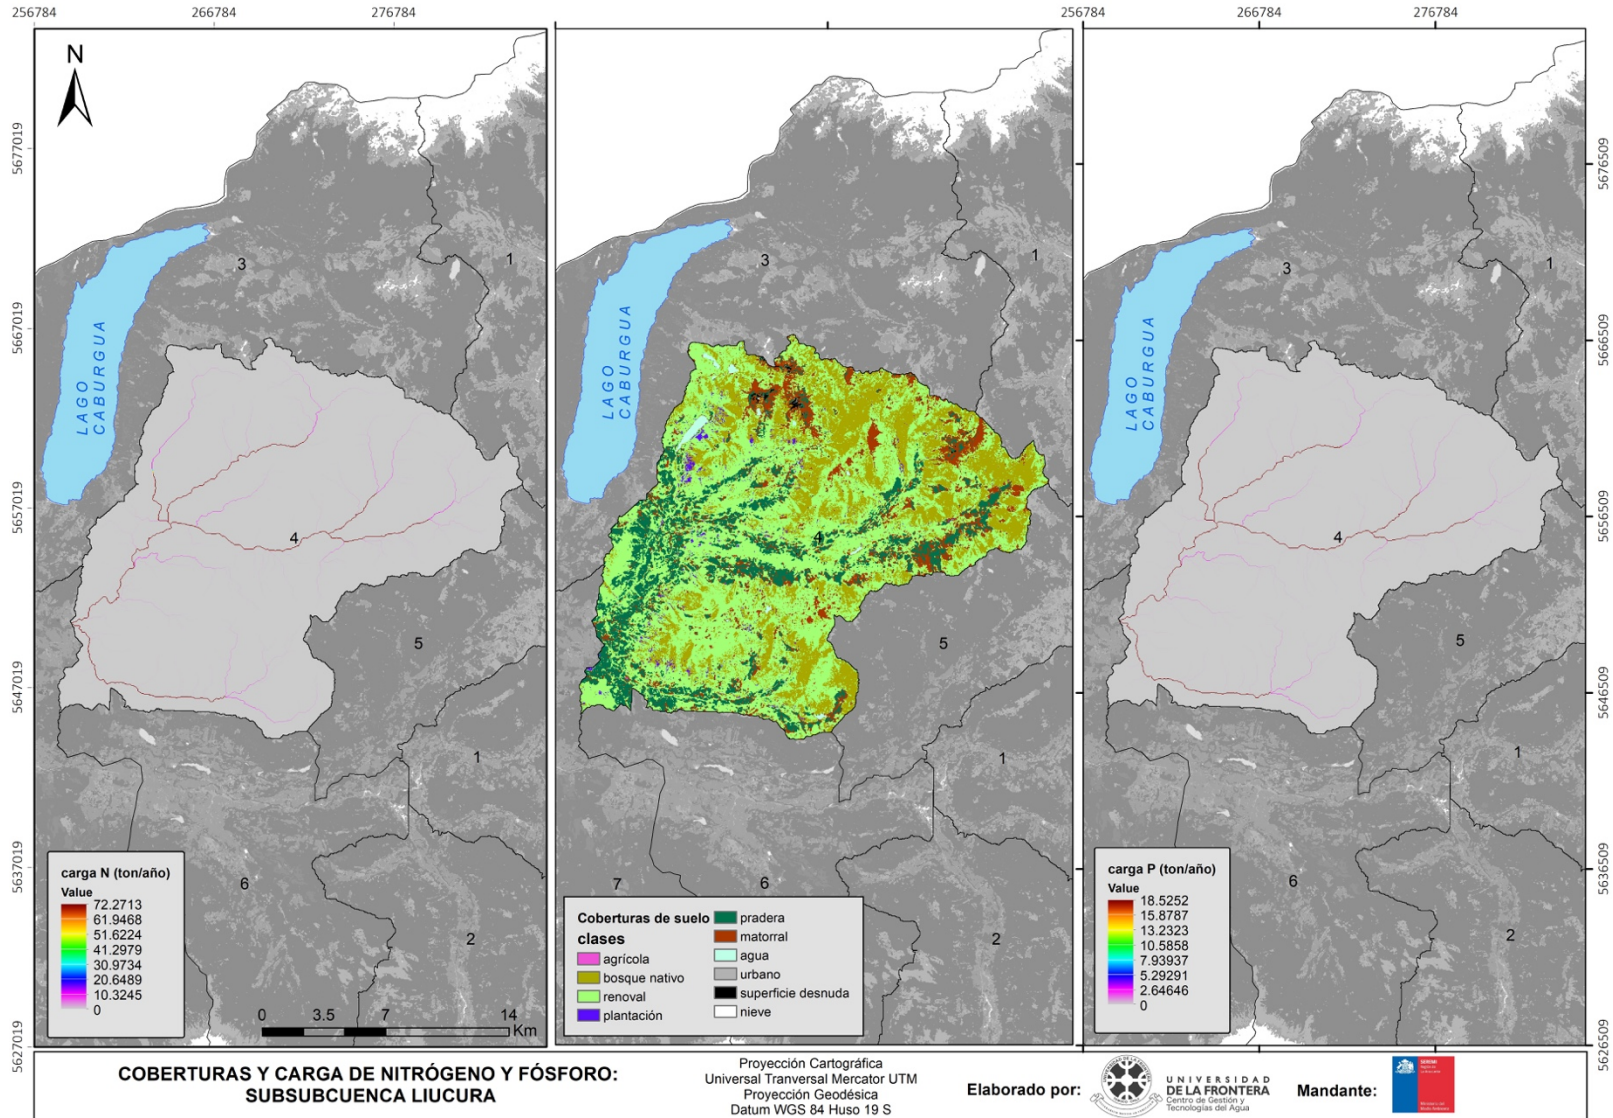 256784
266784
276784
256784
266784
276784
5677019
5667019
5657019
5647019
5637019
5627019
N
3
1
LAGO
CABURGUA
4
5
1
6
2
carga N (ton/año)
Value
72.2713
61.9468
51.6224
41.2979
30.9734
20.6489
10.3245
0
0
3.5
7
14
Km
3
LAGO
CABURGUA
4
5
1
7
6
2
Coberturas de suelo
clases
agrícola
bosque nativo
renoval
plantación
pradera
matorral
agua
urbano
superficie desnuda
nieve
3
1
LAGO
CABURGUA
4
5
1
6
2
carga P (ton/año)
Value
18.5252
15.8787
13.2323
10.5858
7.93937
5.29291
2.64646
0
5676509
5666509
5656509
5646509
5636509
5626509
COBERTURAS Y CARGA DE NITRÓGENO Y FÓSFORO:
SUBSUBCUENCA LIUCURA
Proyección Cartográfica
Universal Tranversal Mercator UTM
Proyección Geodésica
Datum WGS 84 Huso 19 S
Elaborado por:
UNIVERSIDAD
DE LA FRONTERA
Centro de Gestión y
Tecnologías del Agua
Mandante:
SEREMI